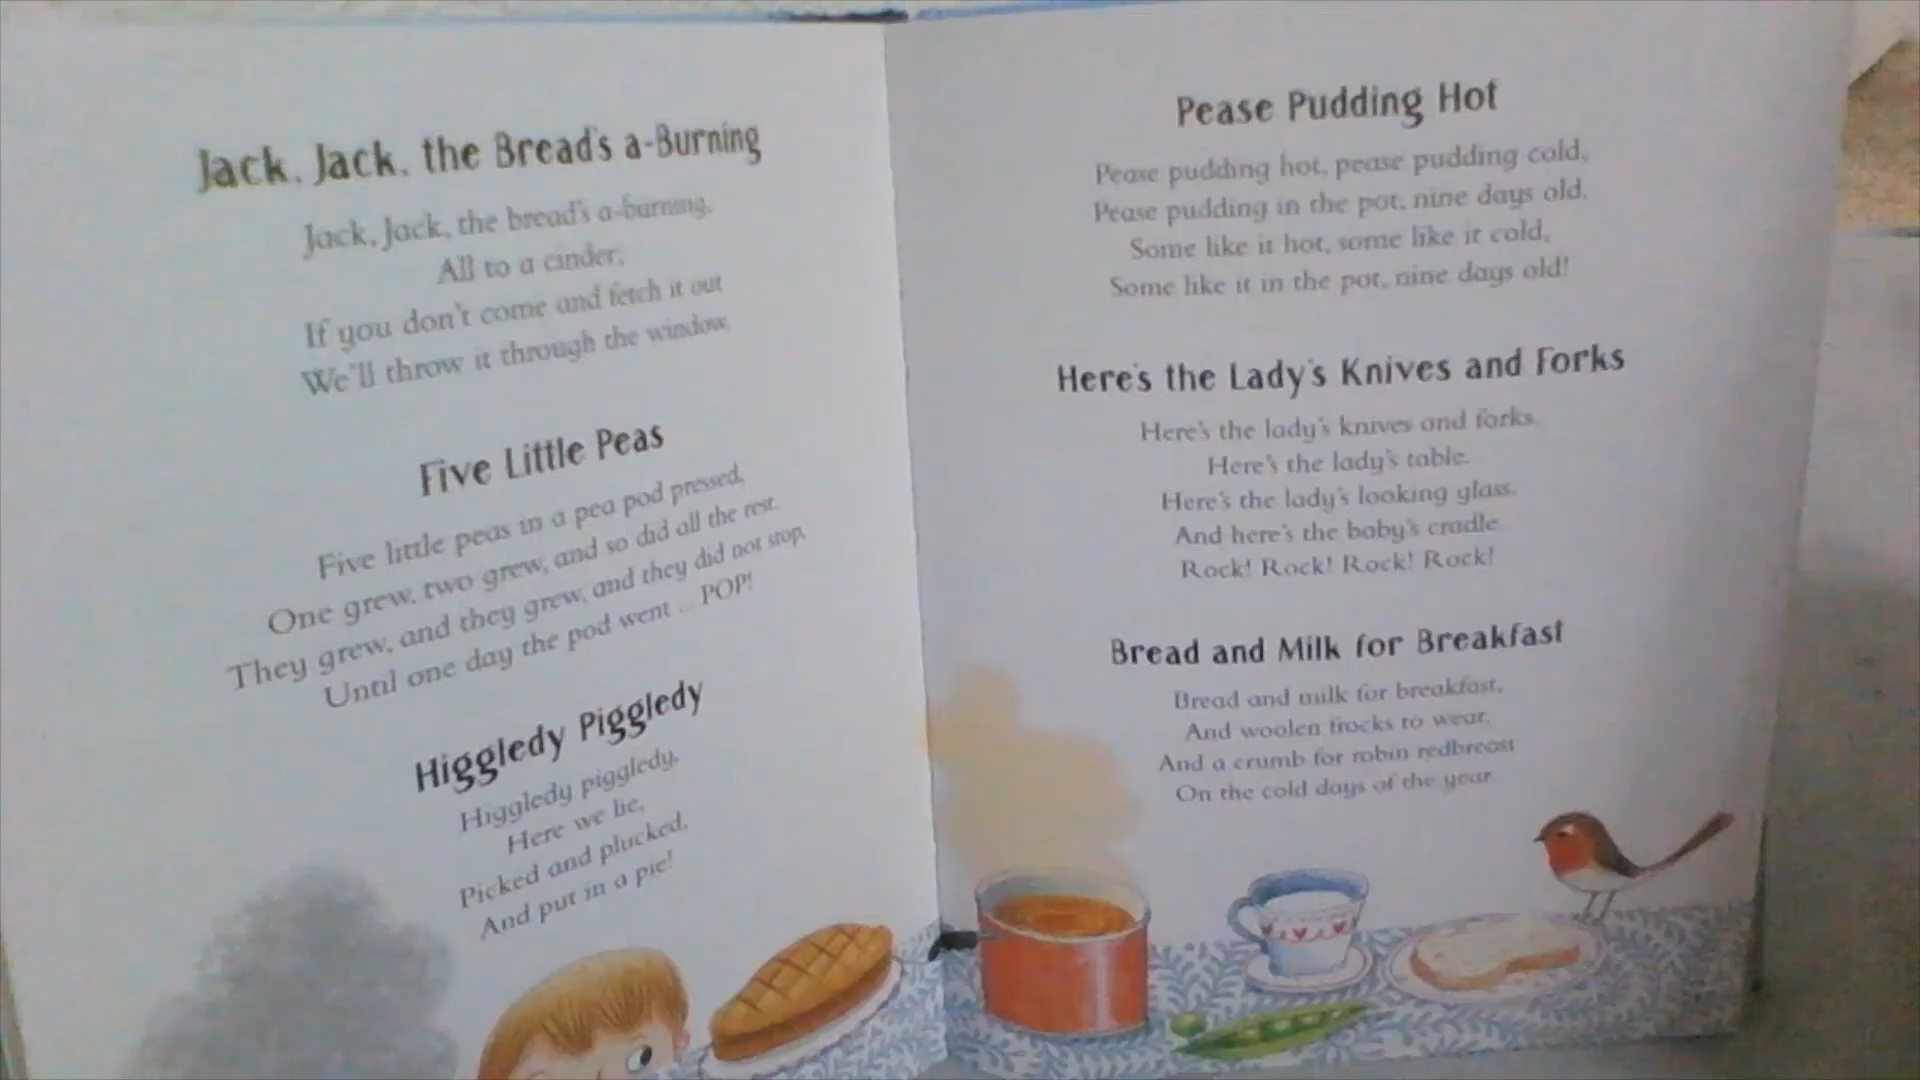 Jack, Jack, the Bread's a-Burning
Jack, Jack, the bread's a-burning,
All to a cinder;
If you don't come and fetch it out
We'll throw it through the window.
Five Little Peas
Five little peas in a pea pod pressed,
One grew, two grew, and so did all the rest.
They grew, and they grew, and they did not stop,
Until one day the pod went ... POP!
Higgledy Piggledy
Higgledy piggledy,
Here we lie,
Picked and plucked,
And put in a pie!
Pease Pudding Hot
Pease pudding hot, pease pudding cold,
Pease pudding in the pot, nine days old.
Some like it hot, some like it cold,
Some like it in the pot, nine days old!
Here's the Lady's Knives and Forks
Here's the lady's knives and forks.
Here's the lady's table.
Here's the lady's looking glass.
And here's the baby's cradle.
Rock! Rock! Rock! Rock!
Bread and Milk for Breakfast
Bread and milk for breakfast,
And woolen frocks to wear,
And a crumb for robin redbreast
On the cold days of the year.